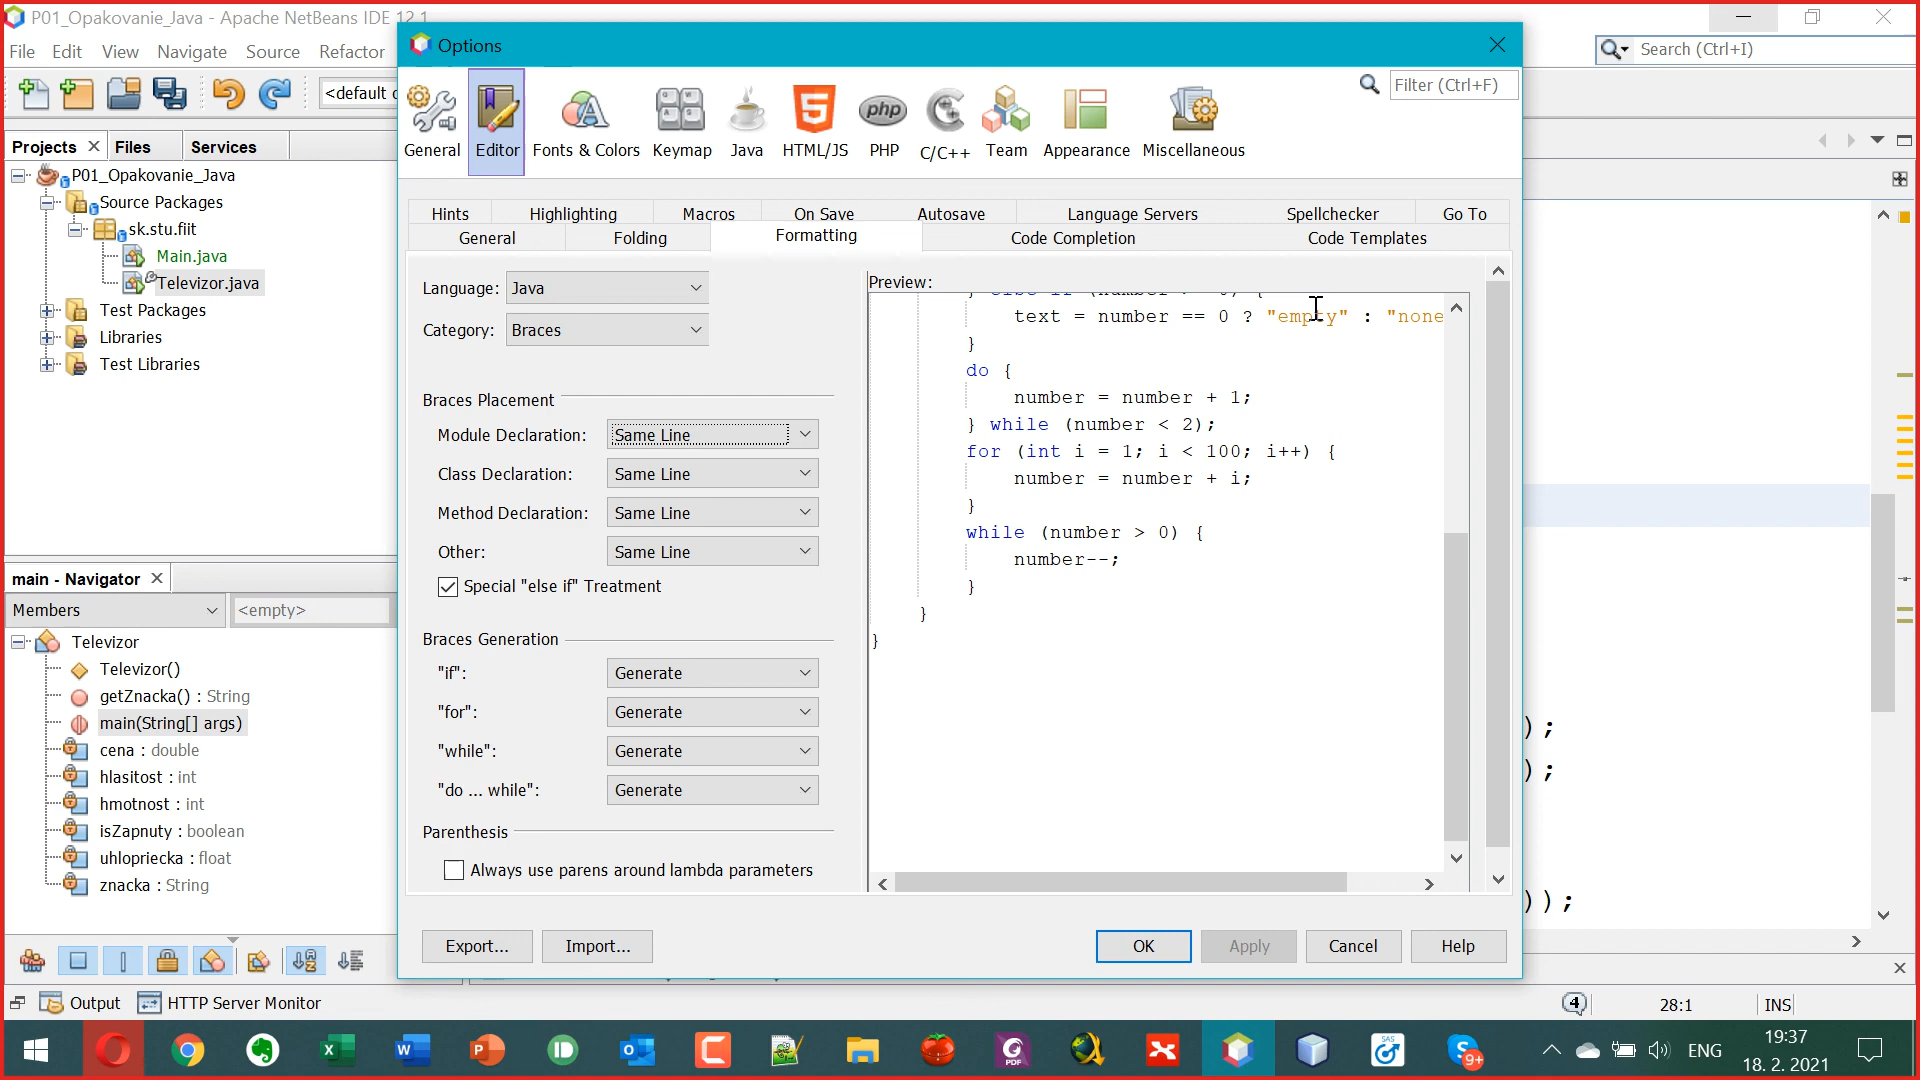 P01_Opakovanie_Java - Apache NetBeans IDE 12.1
File Edit View Navigate Source Refactor
Search (Ctrl+I)
<default c
Options
Filter (Ctrl+F)
General Editor Fonts & Colors Keymap Java HTML/JS PHP C/C++ Team Appearance Miscellaneous
Hints Highlighting Macros On Save Autosave Language Servers Spellchecker Go To
General Folding Formatting Code Completion Code Templates
Projects Files Services
P01_Opakovanie_Java
Source Packages
sk.stu.fiit
Main.java
Televizor.java
Test Packages
Libraries
Test Libraries
Language: Java
Category: Braces
Braces Placement
Module Declaration: Same Line
Class Declaration: Same Line
Method Declaration: Same Line
Other: Same Line
Special "else if" Treatment
Braces Generation
"if": Generate
"for": Generate
"while": Generate
"do ... while": Generate
Parenthesis
Always use parens around lambda parameters
Preview:
text = number == 0 ? "empty" : "none
}
do {
number = number + 1;
} while (number < 2);
for (int i = 1; i < 100; i++) {
number = number + i;
}
while (number > 0) {
number--;
}
}
}
);
);
));
Export... Import... OK Apply Cancel Help
main - Navigator
Members <empty>
Televizor
Televizor()
getZnacka() : String
main(String[] args)
cena : double
hlasitost : int
hmotnost : int
isZapnuty : boolean
uhlopriecka : float
znacka : String
Output HTTP Server Monitor
4 28:1 INS
9+
ENG
19:37
18. 2. 2021